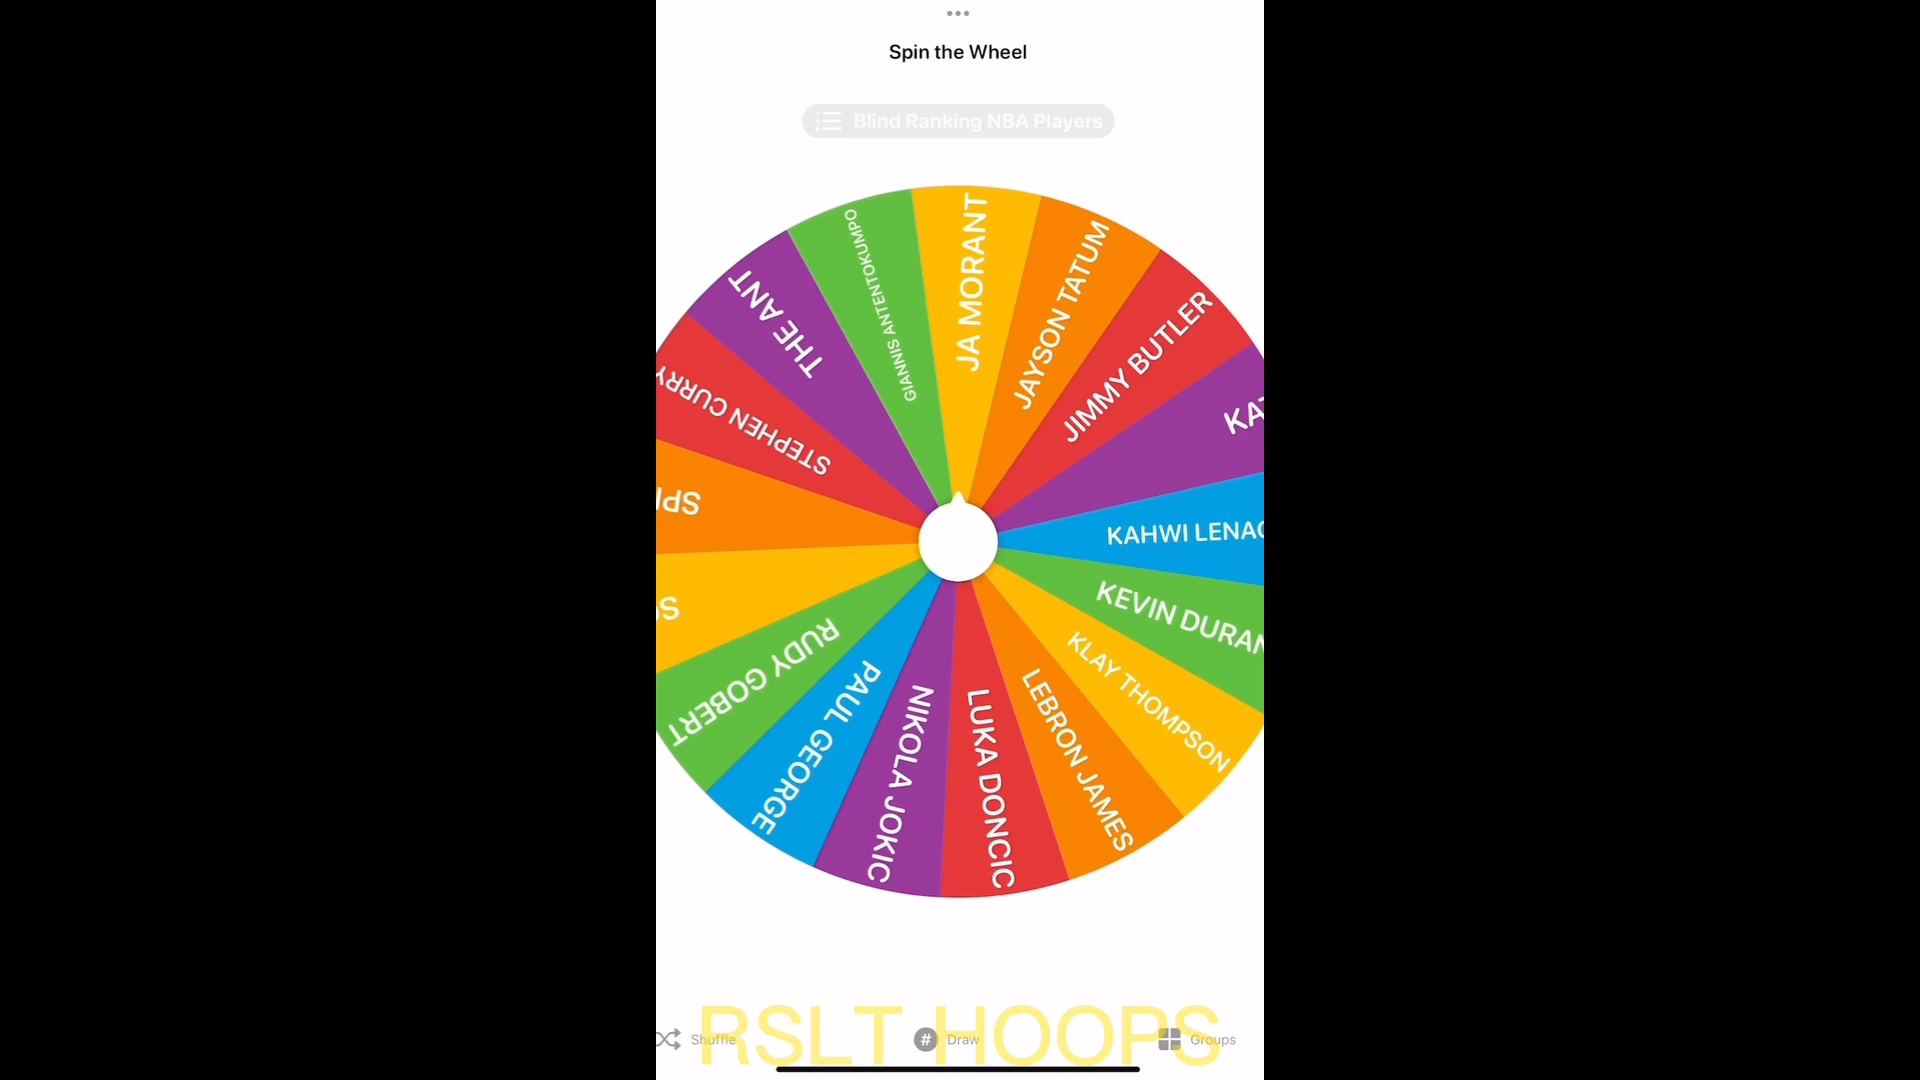 Spin the Wheel
Blind Ranking NBA Players
JA MORANT
JAYSON TATUM
JIMMY BUTLER
KAHWI
KEVIN
KLAY THOMPSON
LEBRON JAMES
LUKA DONCIC
NIKOLA JOKIC
PAUL GEORGE
RUDY GOBERT
STEPHEN CURRY
THE ANT
GIANNIS ANTENTOKUMPO
RSLT HOOPS
Shuffle
# Draw
Groups